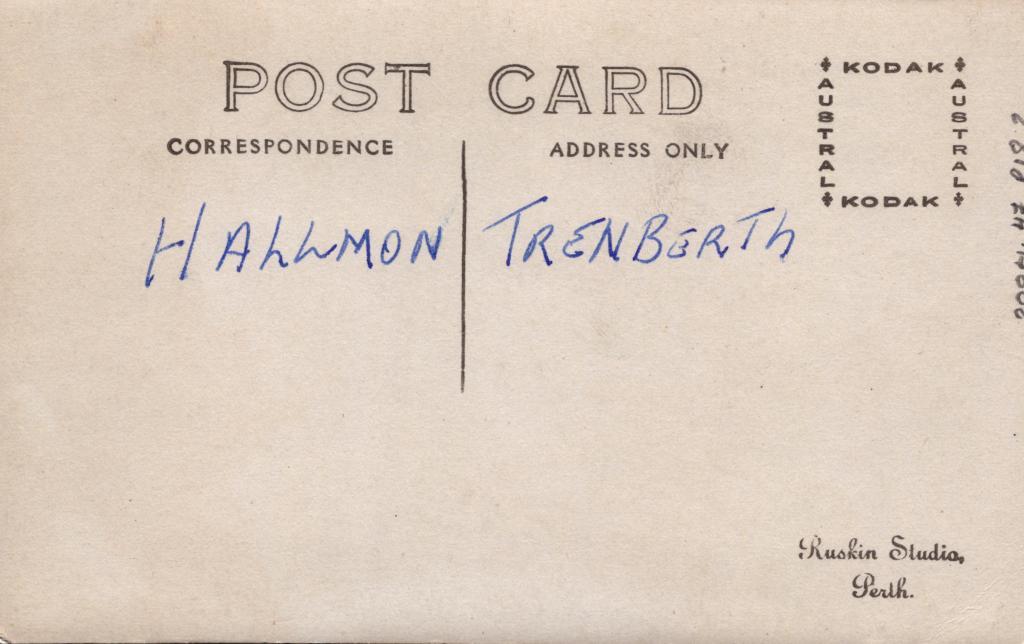 POST CARD
KODAK
AUSTRAL
AUSTRAL
KODAK
CORRESPONDENCE
ADDRESS ONLY
HALLMON TRENBERTH
Ruskin Studio,
Perth.